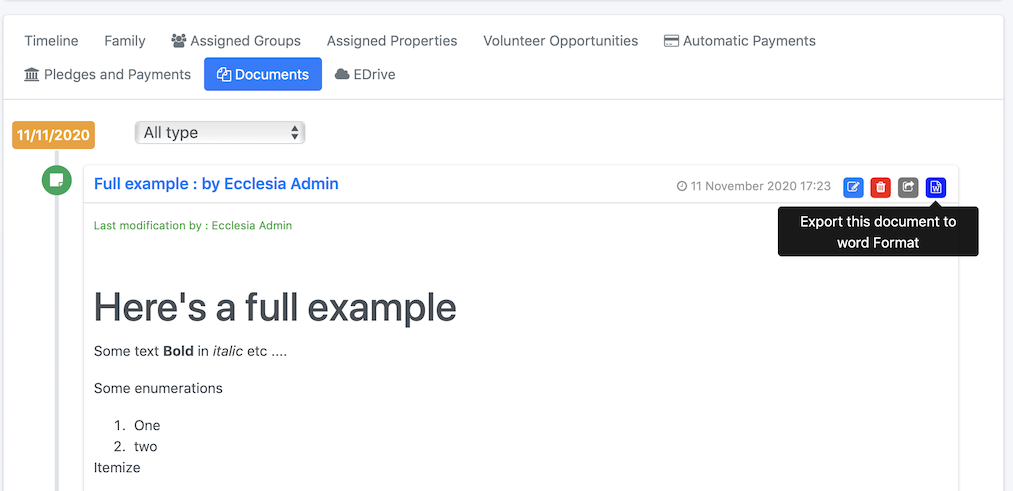 Timeline Family Assigned Groups Assigned Properties Volunteer Opportunities Automatic Payments
Pledges and Payments Documents EDrive
11/11/2020 All type
Full example : by Ecclesia Admin 11 November 2020 17:23
Export this document to
word Format
Last modification by : Ecclesia Admin
Here's a full example
Some text Bold in italic etc ....
Some enumerations
1. One
2. two
Itemize